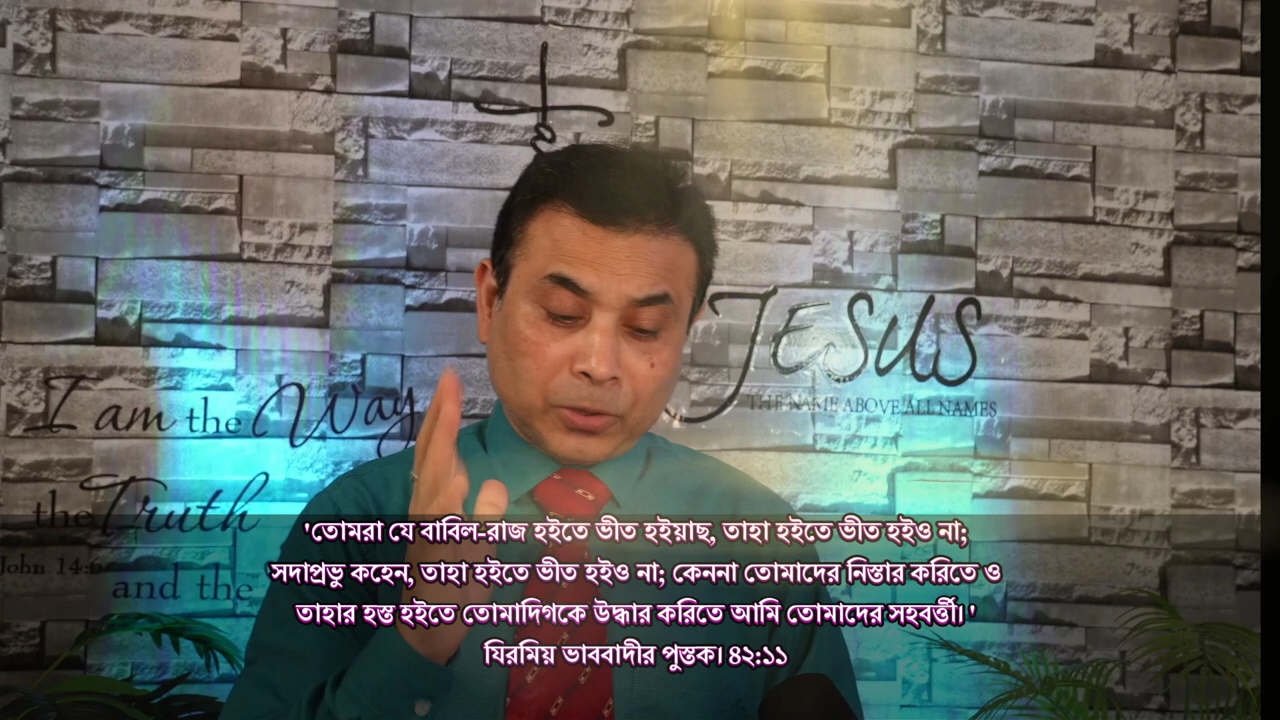 JESUS
THE NAME ABOVE ALL NAMES
I am the Way
the Truth
John 14:6
and the
'তোমরা যে বাবিল-রাজ হইতে ভীত হইয়াছ, তাহা হইতে ভীত হইও না;
সদাপ্রভু কহেন, তাহা হইতে ভীত হইও না; কেননা তোমাদের নিস্তার করিতে ও
তাহার হস্ত হইতে তোমাদিগকে উদ্ধার করিতে আমি তোমাদের সহবর্ত্তী।'
যিরমিয় ভাববাদীর পুস্তক। ৪২:১১